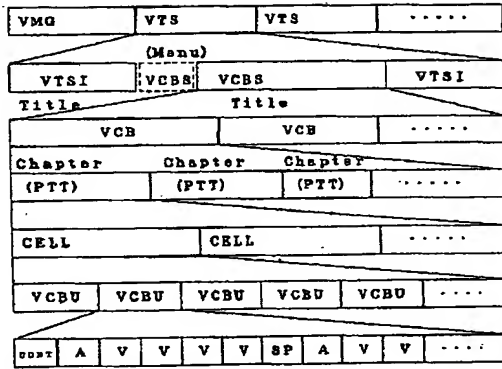 VMG VTS VTS .....
(Menu)
VTSI VCBS VCBS VTSI
Title Title
VCB VCB .....
Chapter Chapter Chapter
(PTT) (PTT) (PTT) .....
CELL CELL .....
VCBU VCBU VCBU VCBU VCBU ....
A V V V V SP A V V ....